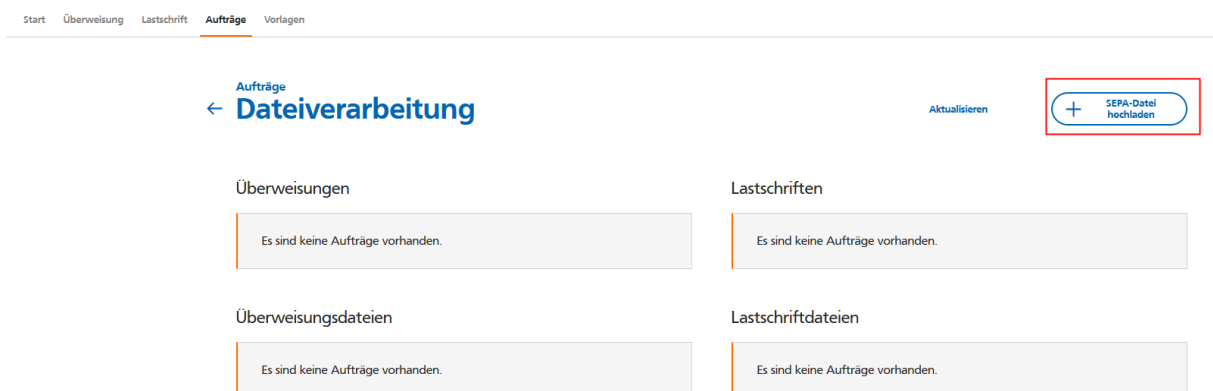 Start Überweisung Lastschrift Aufträge Vorlagen
Aufträge
← Dateiverarbeitung
Aktualisieren
+ SEPA-Datei
hochladen
Überweisungen
Es sind keine Aufträge vorhanden.
Lastschriften
Es sind keine Aufträge vorhanden.
Überweisungsdateien
Es sind keine Aufträge vorhanden.
Lastschriftdateien
Es sind keine Aufträge vorhanden.